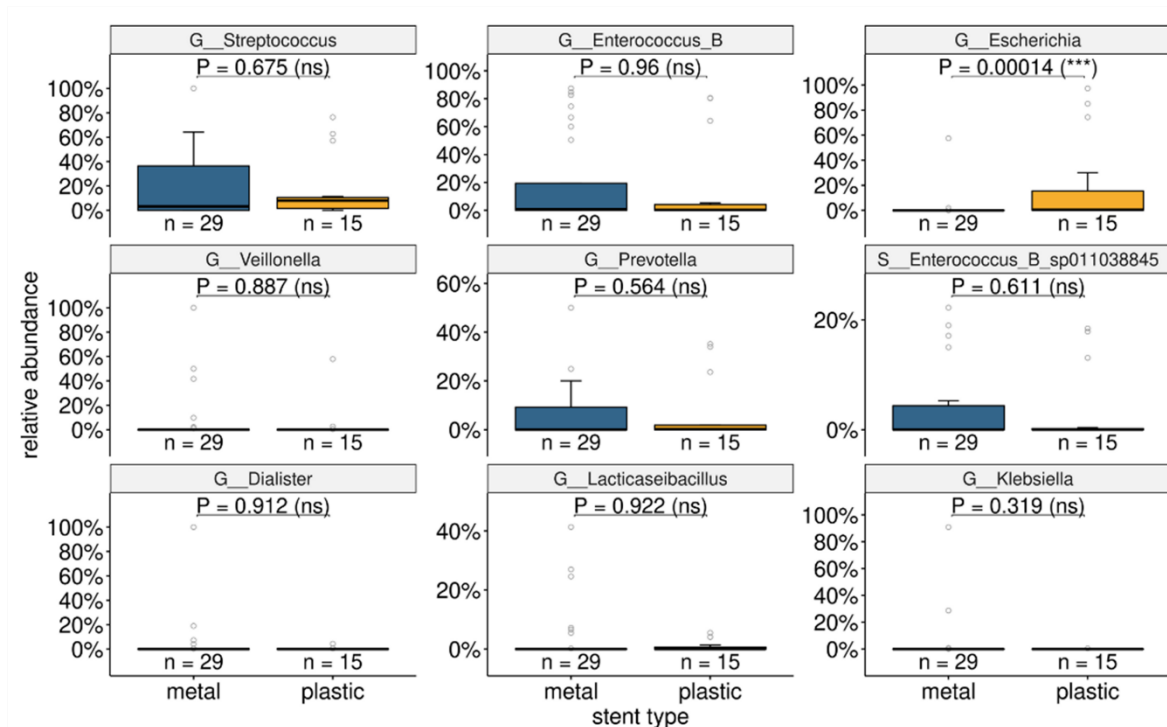 G__Streptococcus
P = 0.675 (ns)
100%
80%
60%
40%
20%
0%
n = 29
n = 15
G__Enterococcus_B
P = 0.96 (ns)
100%
80%
60%
40%
20%
0%
n = 29
n = 15
G__Escherichia
P = 0.00014 (***)
100%
80%
60%
40%
20%
0%
n = 29
n = 15
G__Veillonella
P = 0.887 (ns)
100%
80%
60%
40%
20%
0%
n = 29
n = 15
G__Prevotella
P = 0.564 (ns)
60%
40%
20%
0%
n = 29
n = 15
S__Enterococcus_B_sp011038845
P = 0.611 (ns)
20%
0%
n = 29
n = 15
G__Dialister
P = 0.912 (ns)
100%
80%
60%
40%
20%
0%
n = 29
n = 15
G__Lacticaseibacillus
P = 0.922 (ns)
40%
20%
0%
n = 29
n = 15
G__Klebsiella
P = 0.319 (ns)
100%
80%
60%
40%
20%
0%
n = 29
n = 15
metal
plastic
metal
plastic
metal
plastic
relative abundance
stent type